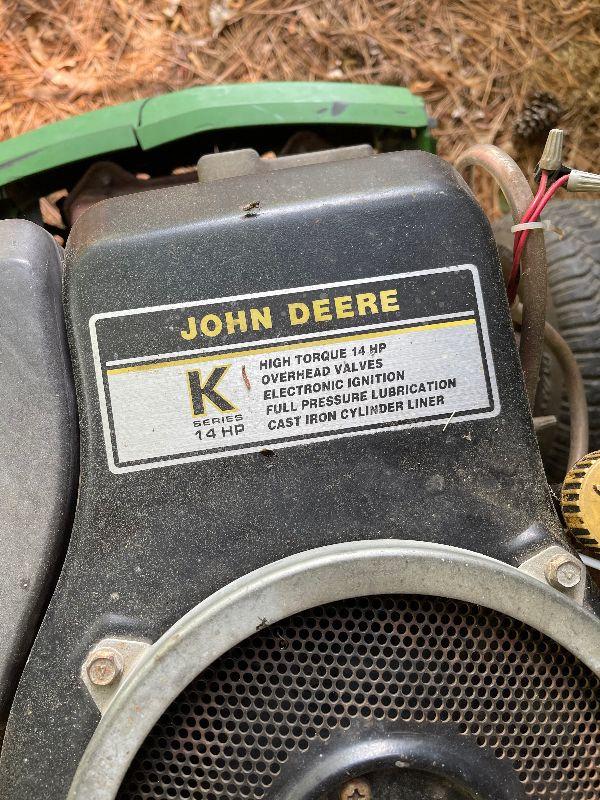 JOHN DEERE
K
SERIES
14 HP
HIGH TORQUE 14 HP
OVERHEAD VALVES
ELECTRONIC IGNITION
FULL PRESSURE LUBRICATION
CAST IRON CYLINDER LINER